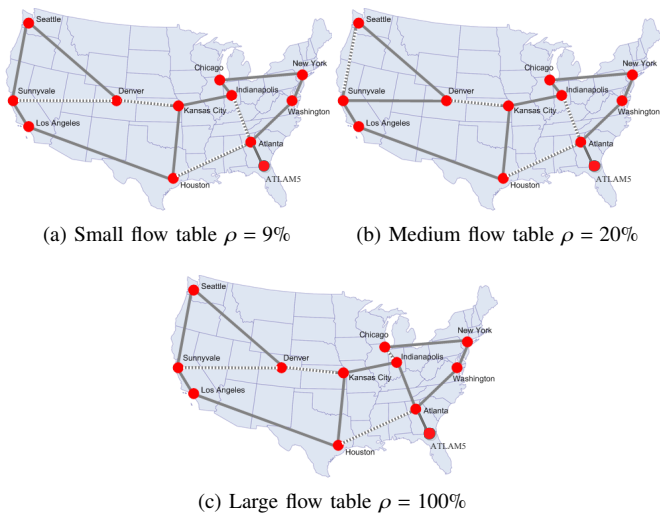 Seattle
New York
Chicago
Sunnyvale
Denver
Indianapolis
Kansas City
Washington
Los Angeles
Atlanta
Houston
ATLAM5
(a) Small flow table ρ = 9%
Seattle
New York
Chicago
Sunnyvale
Denver
Indianapolis
Kansas City
Washington
Los Angeles
Atlanta
Houston
ATLAM5
(b) Medium flow table ρ = 20%
Seattle
New York
Chicago
Sunnyvale
Denver
Indianapolis
Kansas City
Washington
Los Angeles
Atlanta
Houston
ATLAM5
(c) Large flow table ρ = 100%